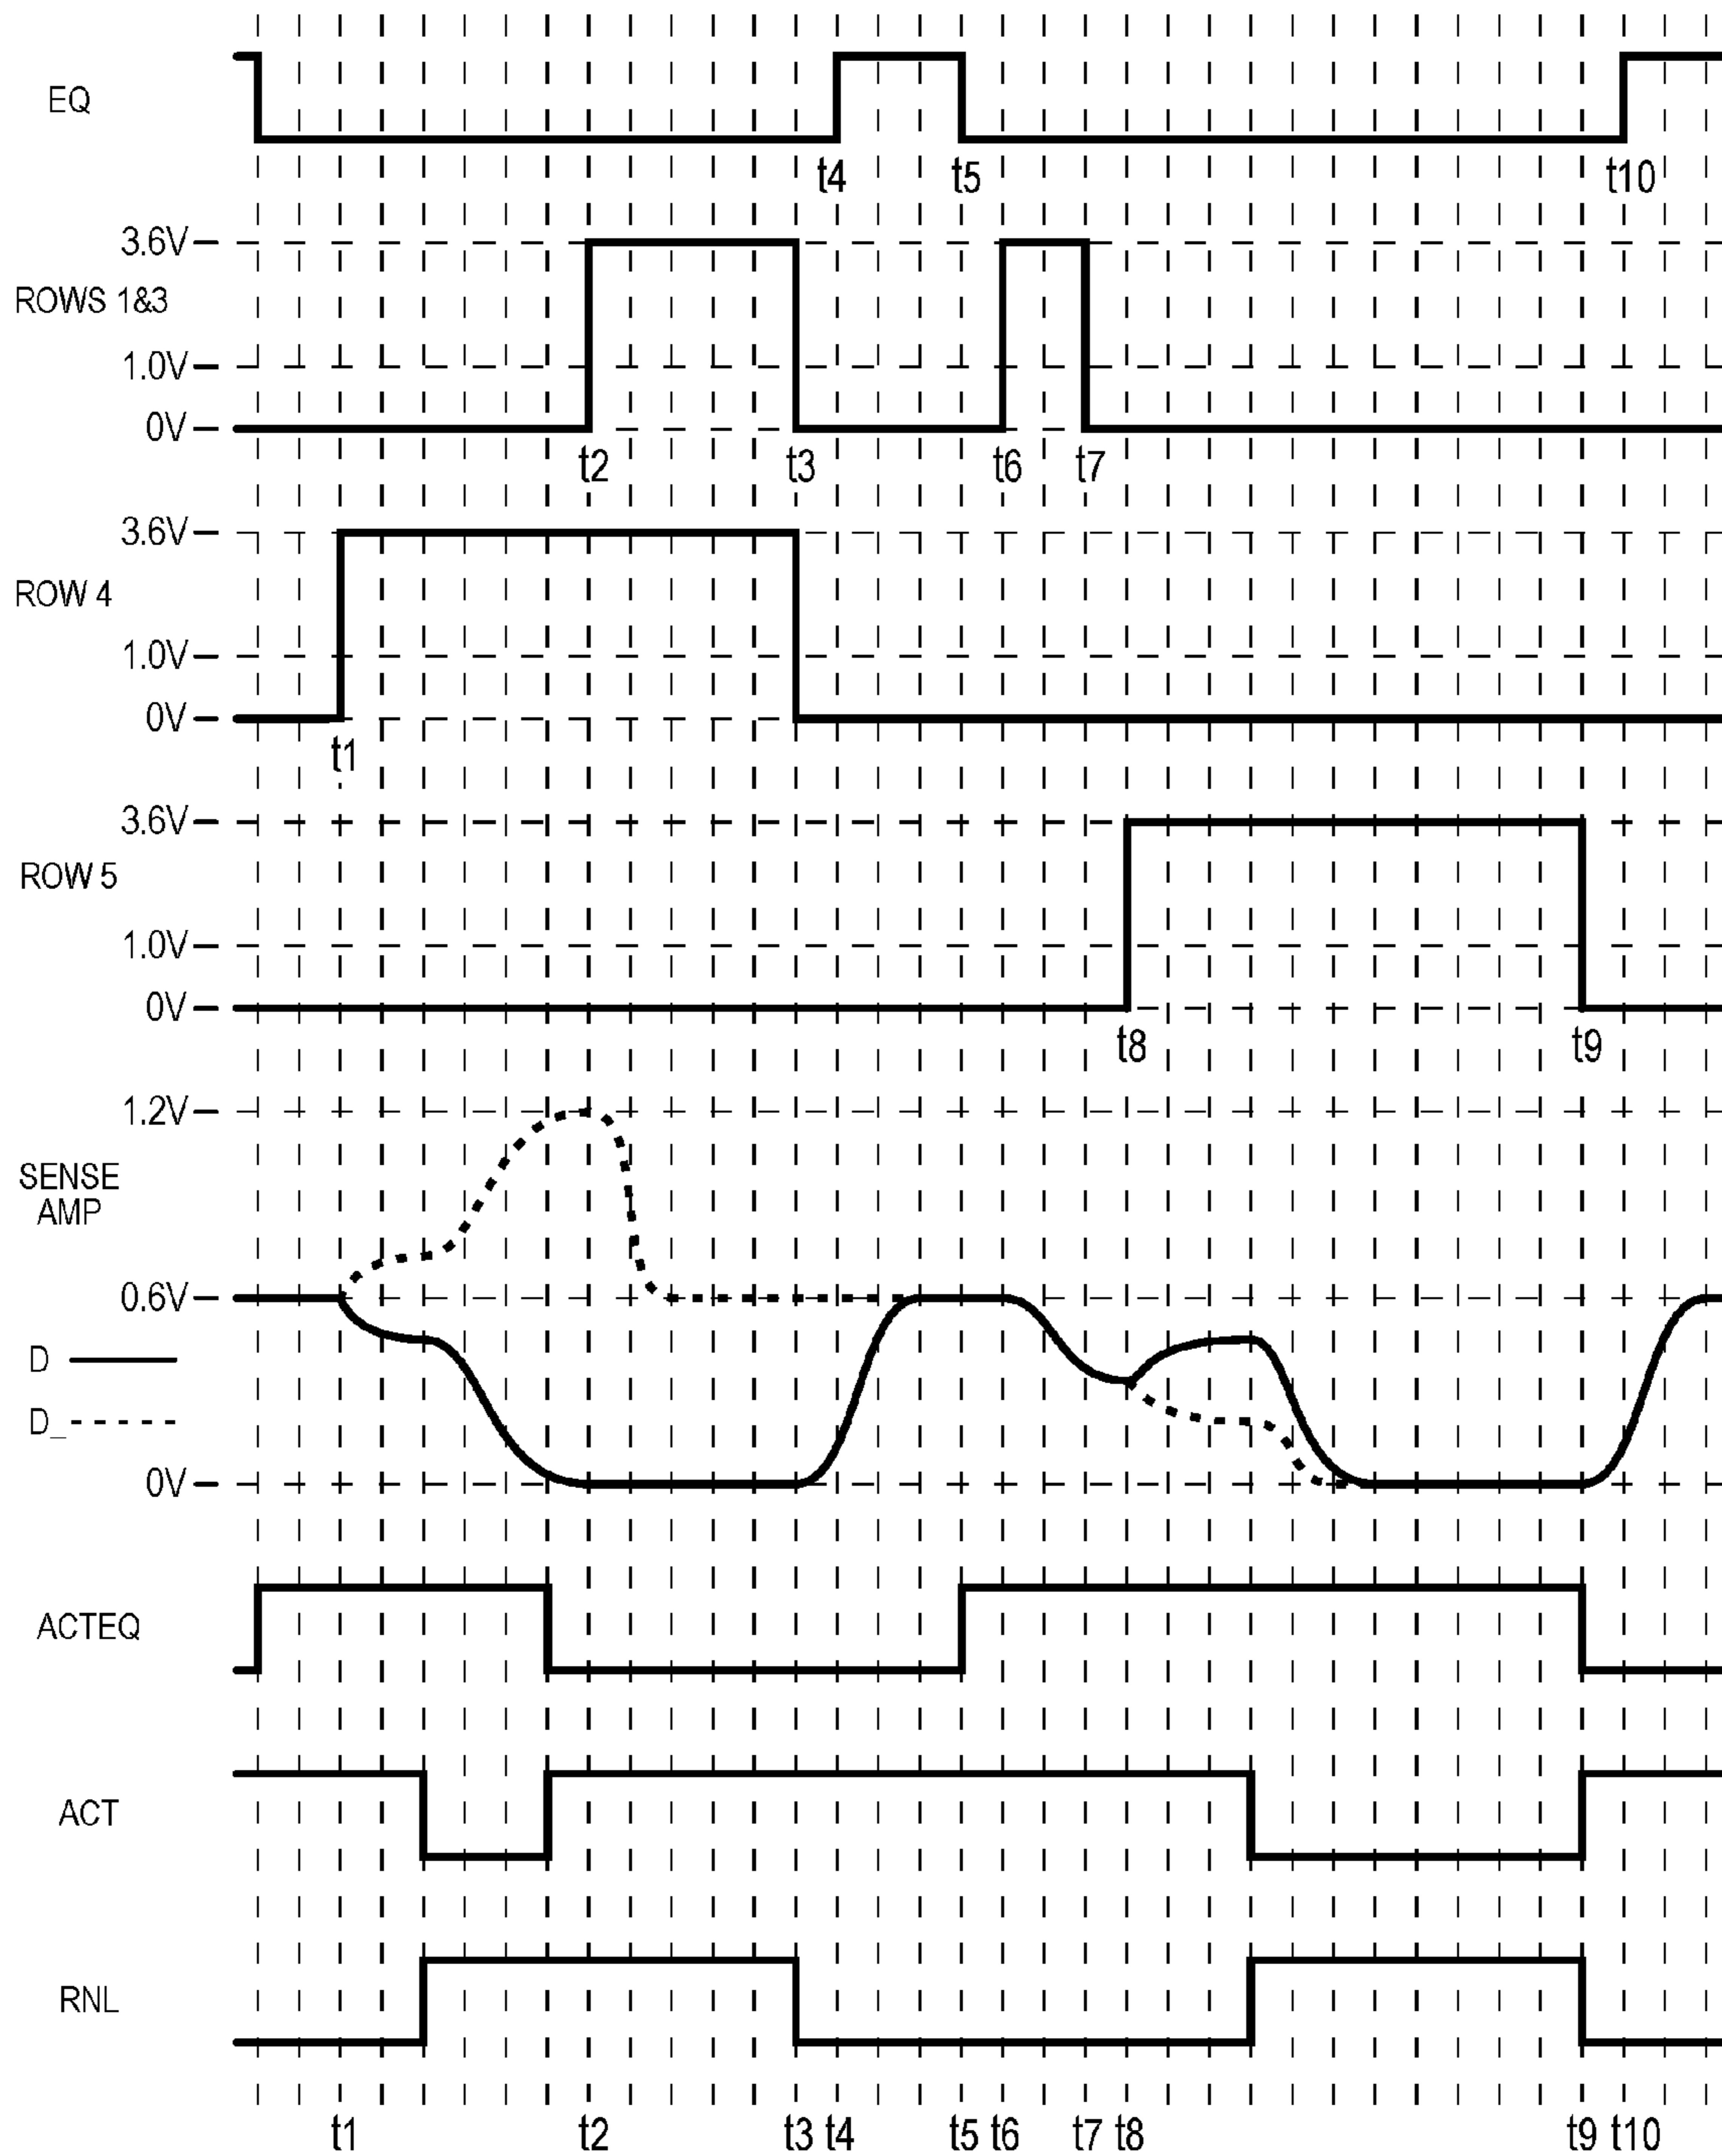 EQ
t4
t5
t10
3.6V
ROWS 1&3
1.0V
0V
t2
t3
t6
t7
3.6V
ROW 4
1.0V
0V
t1
3.6V
ROW 5
1.0V
0V
t8
t9
1.2V
SENSE
AMP
0.6V
D
D_
0V
ACTEQ
ACT
RNL
t1 t2 t3 t4 t5 t6 t7 t8 t9 t10